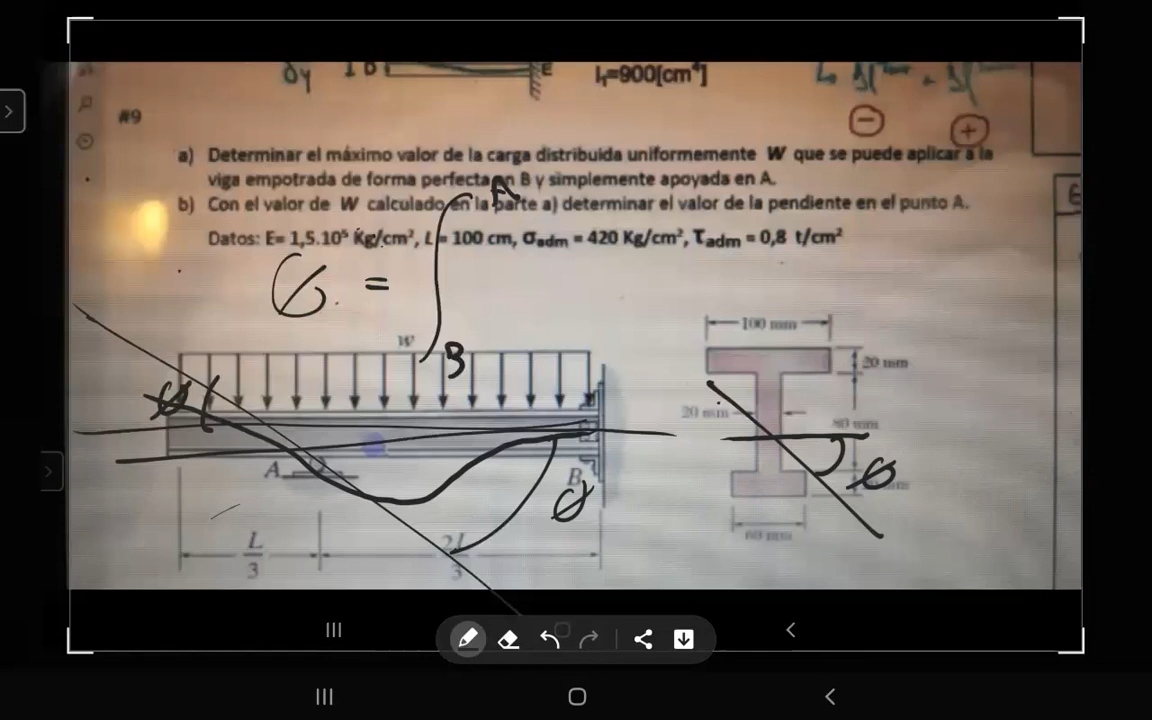 δy I D E I₁=900[cm⁴]
− +
#9
a) Determinar el máximo valor de la carga distribuida uniformemente W que se puede aplicar a la
viga empotrada de forma perfecta en B y simplemente apoyada en A.
b) Con el valor de W calculado en la parte a) determinar el valor de la pendiente en el punto A.
Datos: E= 1,5.10⁵ Kg/cm², L = 100 cm, σadm = 420 Kg/cm², τadm = 0,8 t/cm²
A
=
B
W
θ
A
B
θ
L/3
2L/3
100 mm
20 mm
20 mm
80 mm
θ
60 mm